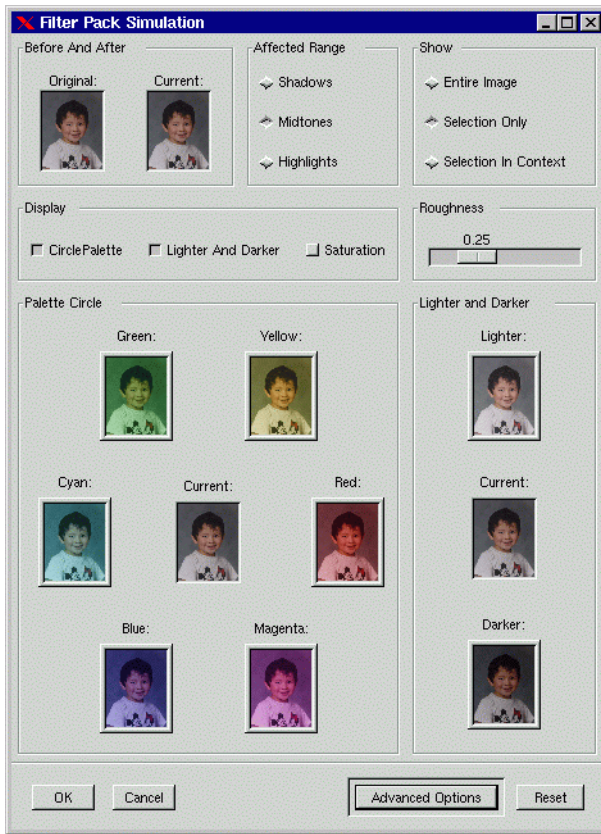 Filter Pack Simulation
Before And After
Original:
Current:
Affected Range
Shadows
Midtones
Highlights
Show
Entire Image
Selection Only
Selection In Context
Display
CirclePalette
Lighter And Darker
Saturation
Roughness
0.25
Palette Circle
Green:
Yellow:
Cyan:
Current:
Red:
Blue:
Magenta:
Lighter and Darker
Lighter:
Current:
Darker:
OK
Cancel
Advanced Options
Reset